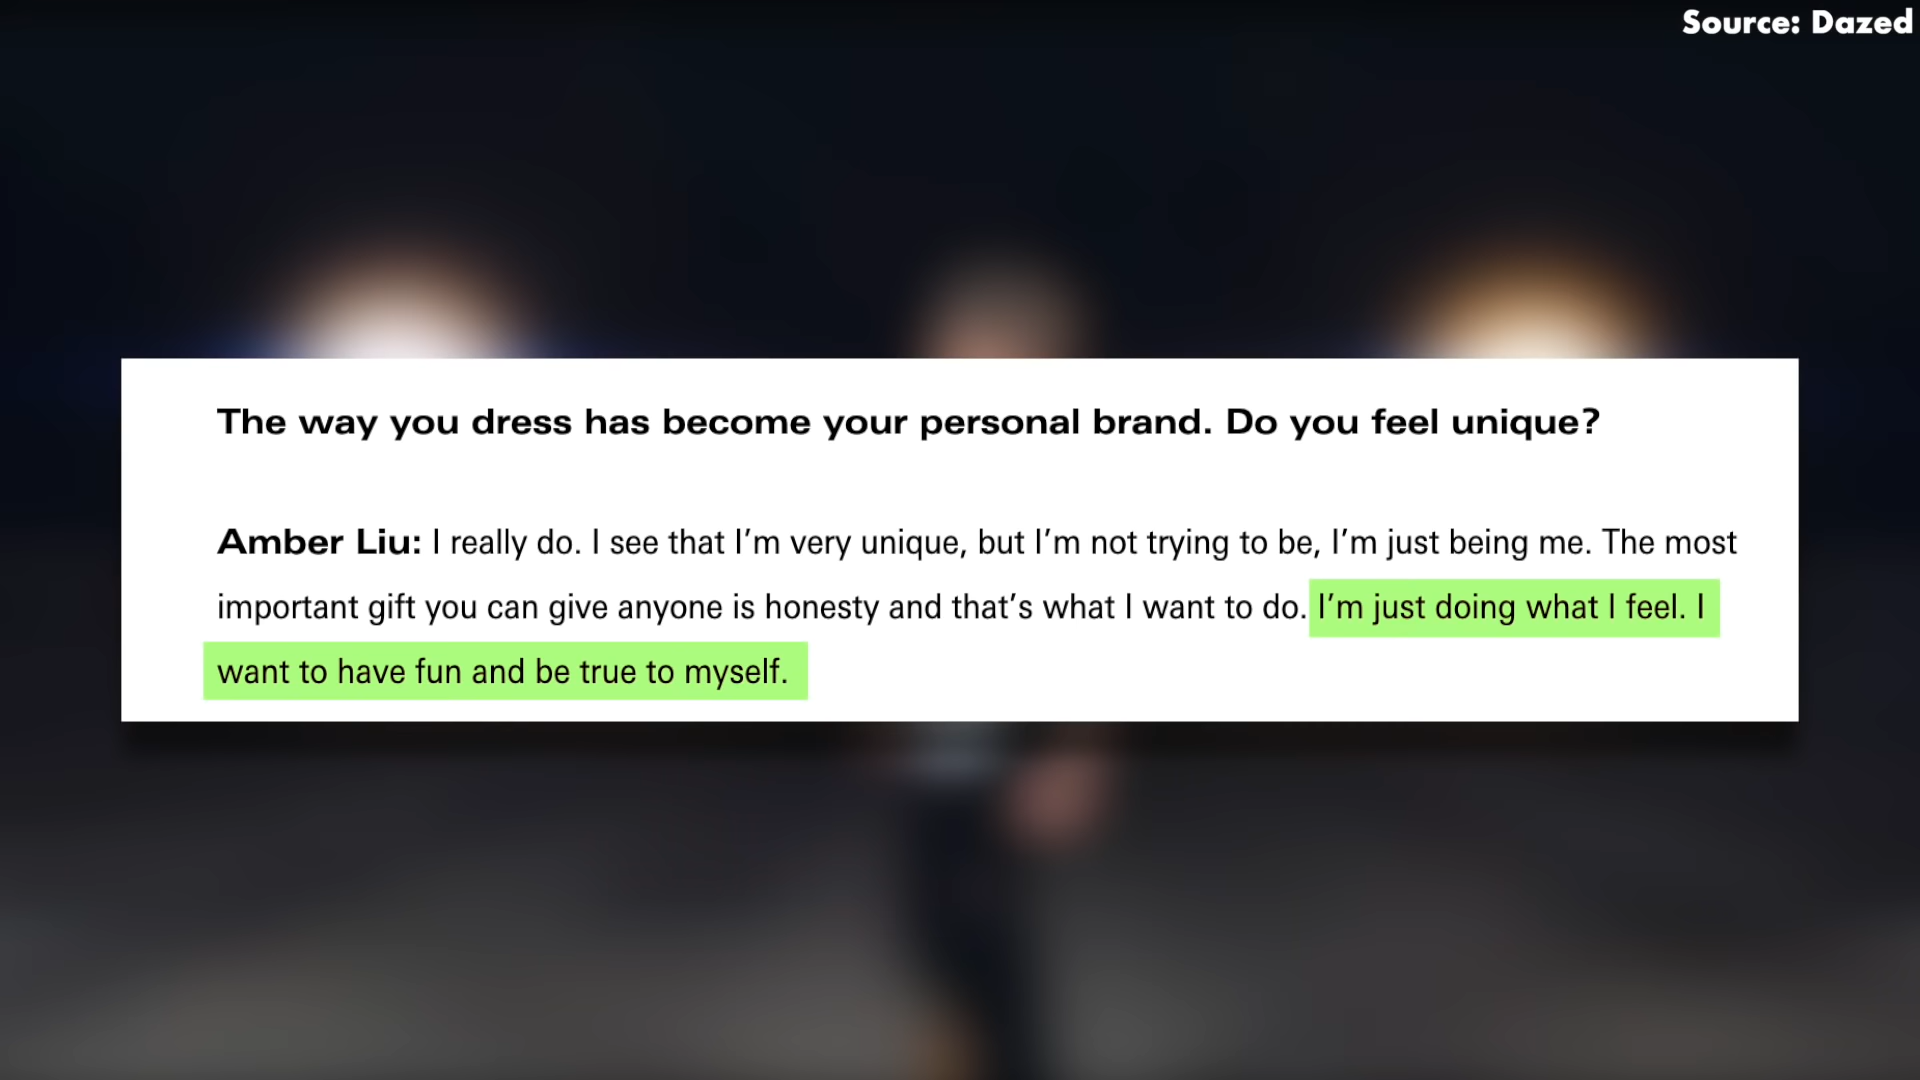 Source: Dazed
The way you dress has become your personal brand. Do you feel unique?
Amber Liu: I really do. I see that I’m very unique, but I’m not trying to be, I’m just being me. The most
important gift you can give anyone is honesty and that’s what I want to do. I’m just doing what I feel. I
want to have fun and be true to myself.